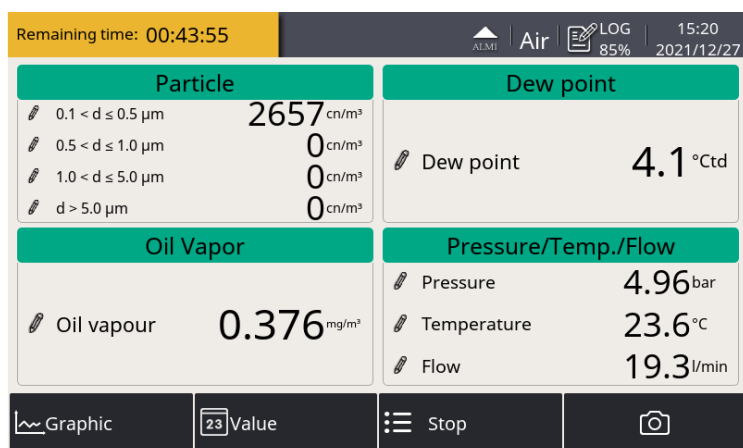 Remaining time: 00:43:55
ALMI
Air
LOG
85%
15:20
2021/12/27
Particle
0.1 < d ≤ 0.5 µm 2657 cn/m³
0.5 < d ≤ 1.0 µm 0 cn/m³
1.0 < d ≤ 5.0 µm 0 cn/m³
d > 5.0 µm 0 cn/m³
Dew point
Dew point 4.1 °Ctd
Oil Vapor
Oil vapour 0.376 mg/m³
Pressure/Temp./Flow
Pressure 4.96 bar
Temperature 23.6 °C
Flow 19.3 l/min
Graphic
23 Value
Stop